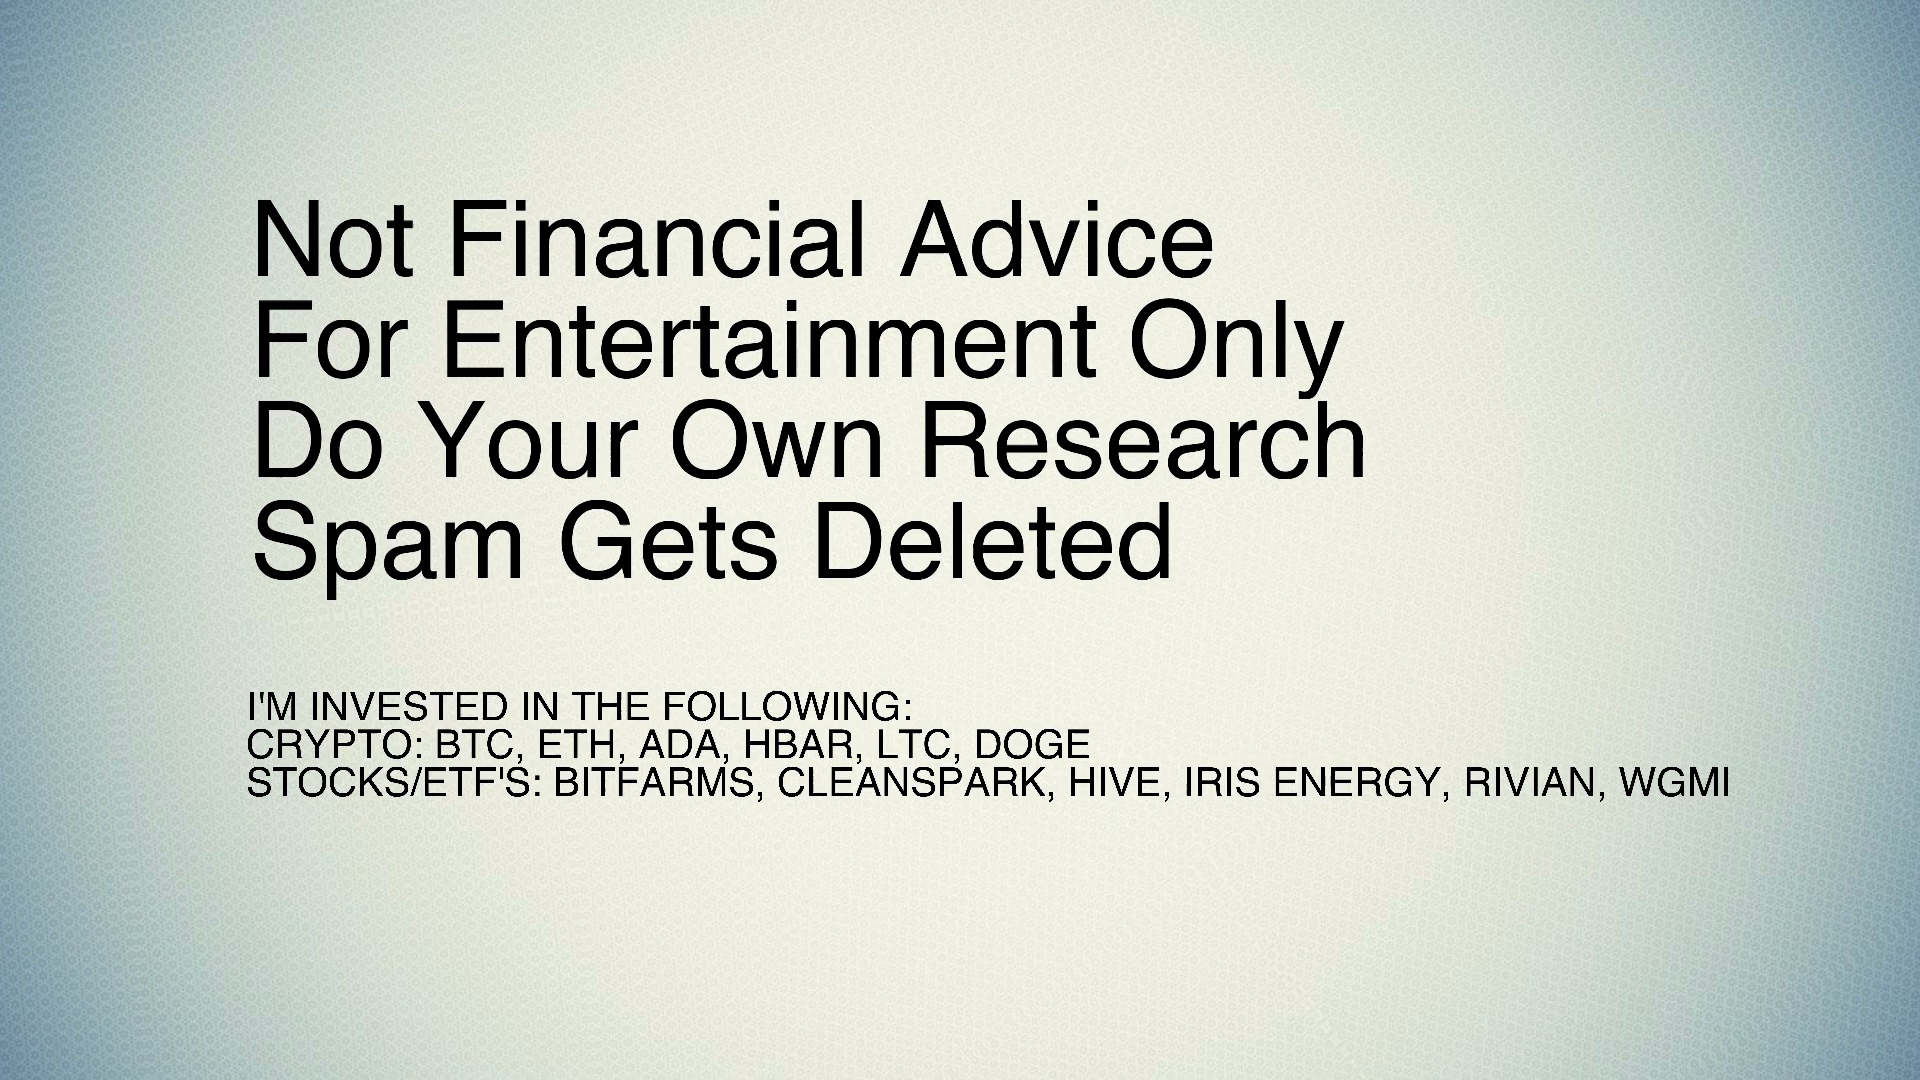 Not Financial Advice
For Entertainment Only
Do Your Own Research
Spam Gets Deleted
I'M INVESTED IN THE FOLLOWING:
CRYPTO: BTC, ETH, ADA, HBAR, LTC, DOGE
STOCKS/ETF'S: BITFARMS, CLEANSPARK, HIVE, IRIS ENERGY, RIVIAN, WGMI